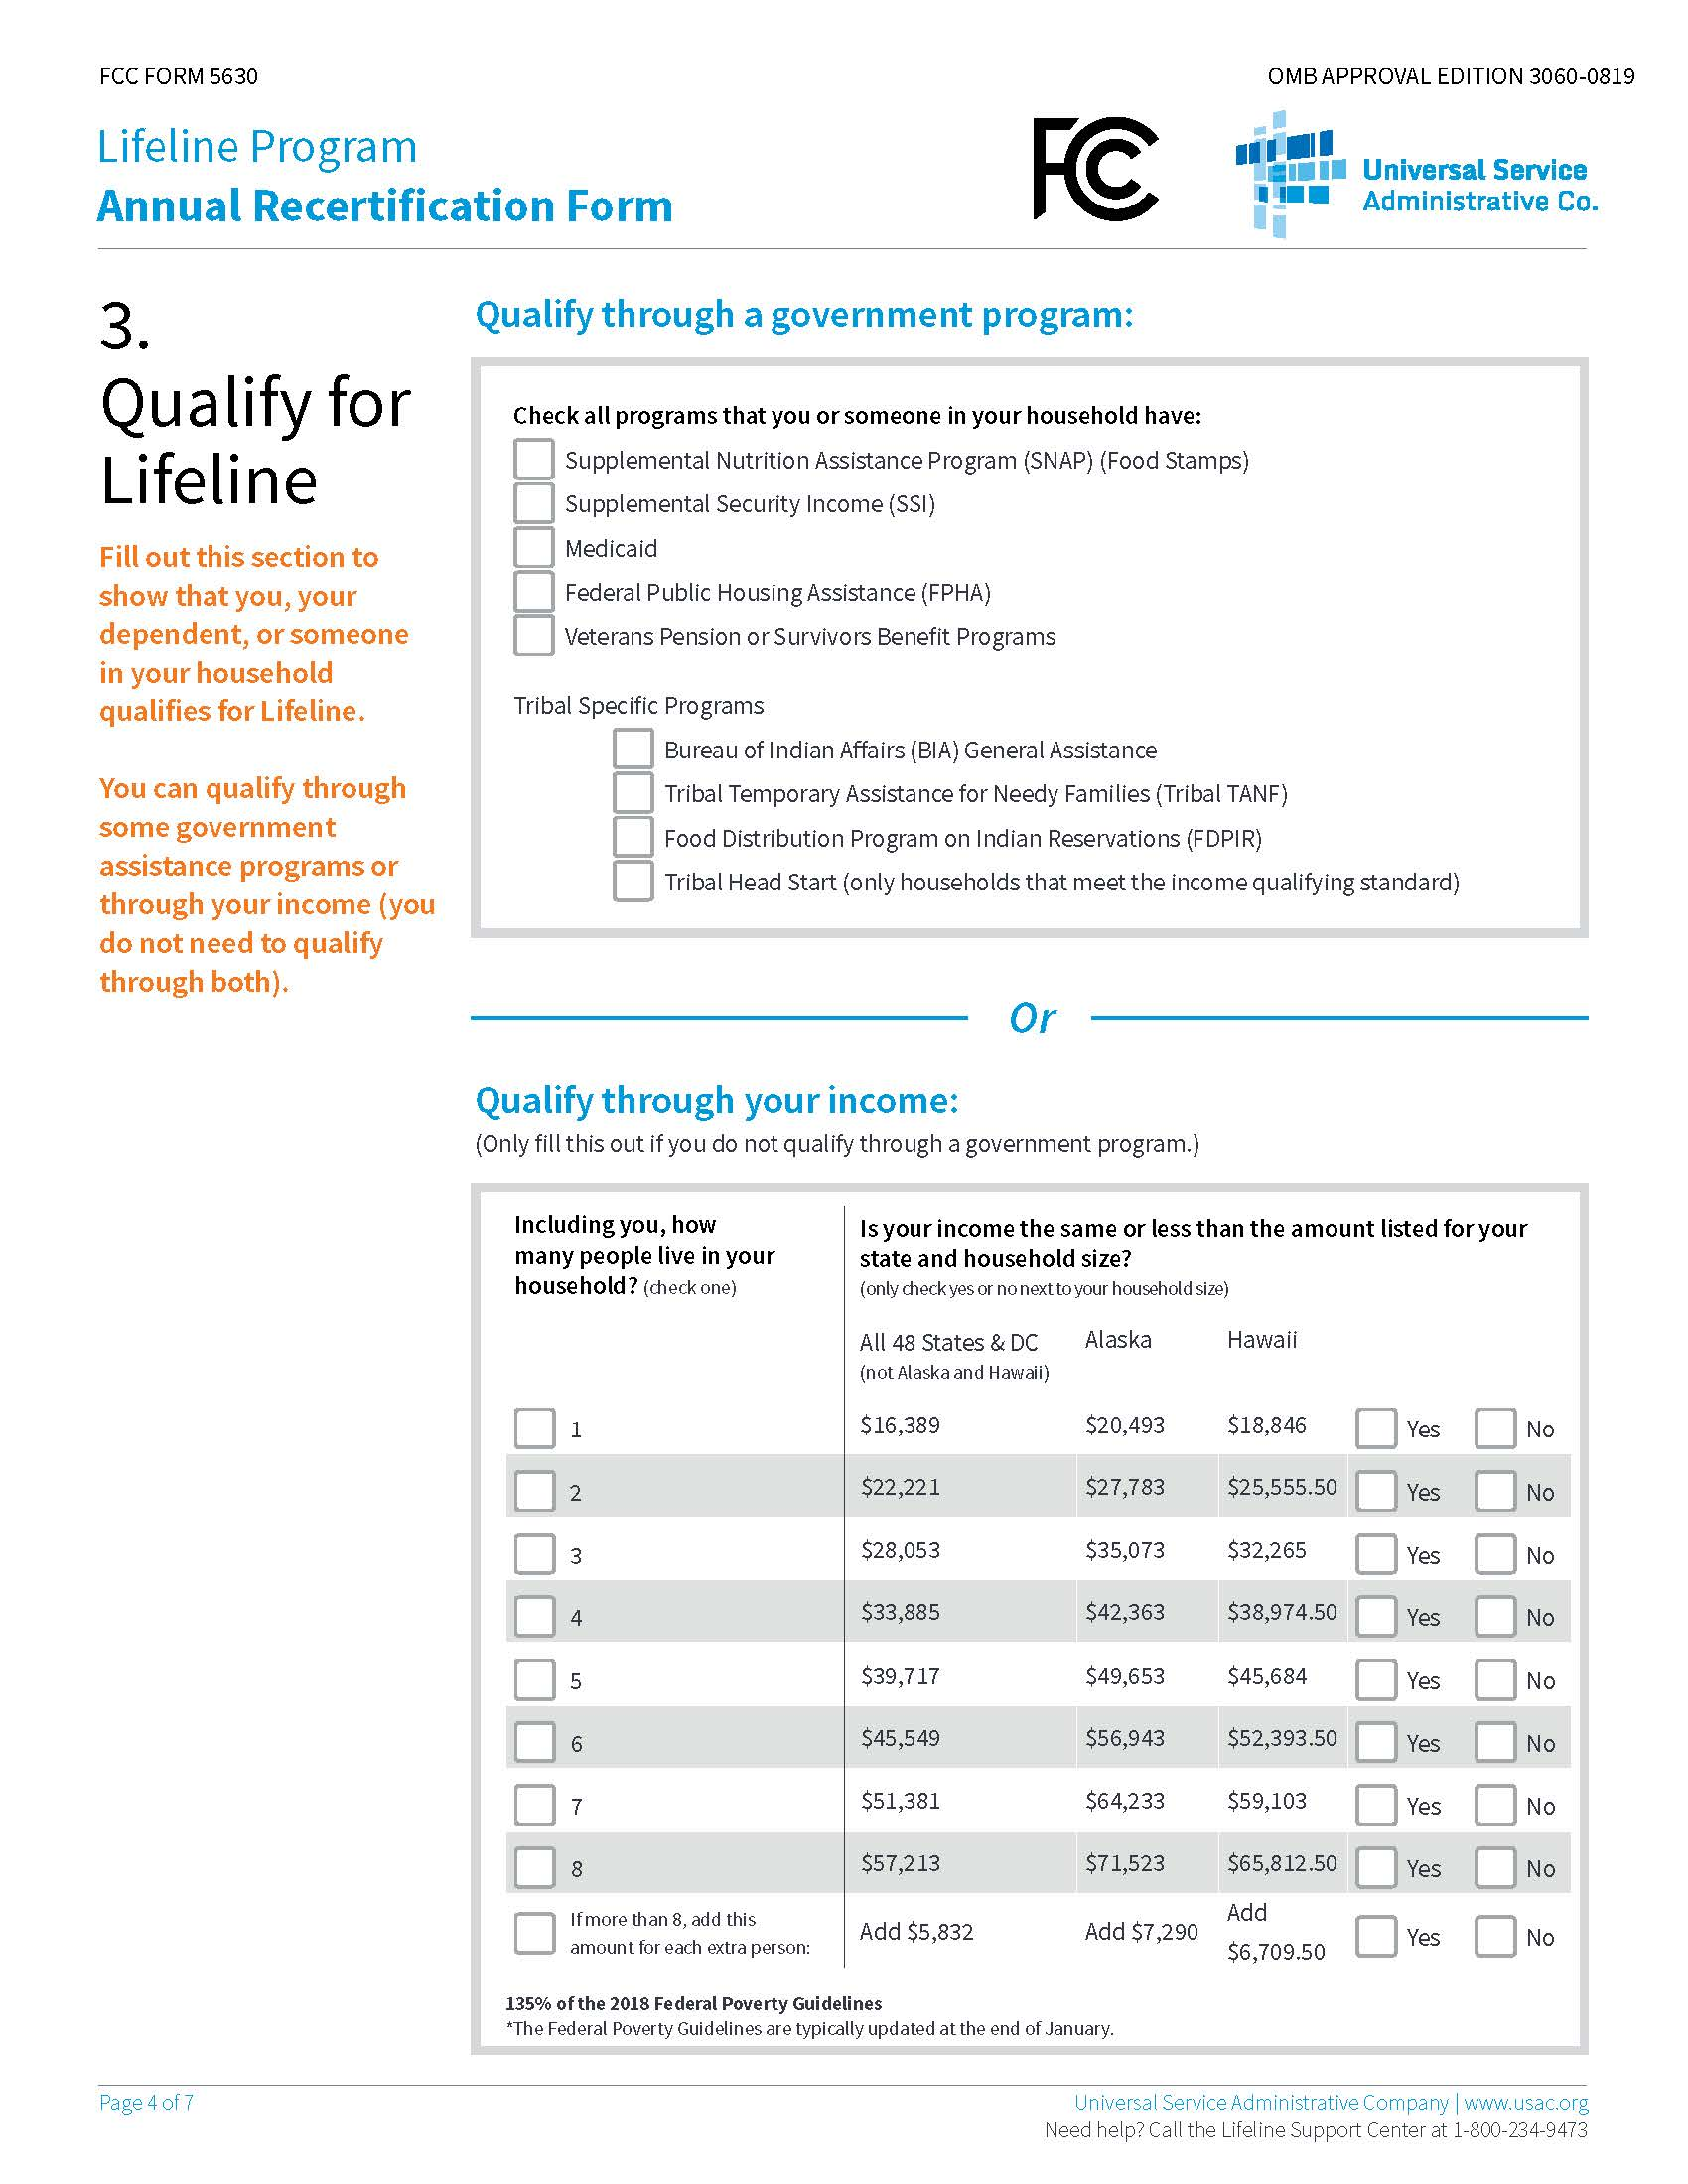 FCC FORM 5630
OMB APPROVAL EDITION 3060-0819
Lifeline Program
Annual Recertification Form
FCC
Universal Service
Administrative Co.
3.
Qualify for
Lifeline
Fill out this section to
show that you, your
dependent, or someone
in your household
qualifies for Lifeline.
You can qualify through
some government
assistance programs or
through your income (you
do not need to qualify
through both).
Qualify through a government program:
Check all programs that you or someone in your household have:
Supplemental Nutrition Assistance Program (SNAP) (Food Stamps)
Supplemental Security Income (SSI)
Medicaid
Federal Public Housing Assistance (FPHA)
Veterans Pension or Survivors Benefit Programs
Tribal Specific Programs
Bureau of Indian Affairs (BIA) General Assistance
Tribal Temporary Assistance for Needy Families (Tribal TANF)
Food Distribution Program on Indian Reservations (FDPIR)
Tribal Head Start (only households that meet the income qualifying standard)
Or
Qualify through your income:
(Only fill this out if you do not qualify through a government program.)
Including you, how
many people live in your
household? (check one)
Is your income the same or less than the amount listed for your
state and household size?
(only check yes or no next to your household size)
All 48 States & DC Alaska Hawaii
(not Alaska and Hawaii)
1 $16,389 $20,493 $18,846 Yes No
2 $22,221 $27,783 $25,555.50 Yes No
3 $28,053 $35,073 $32,265 Yes No
4 $33,885 $42,363 $38,974.50 Yes No
5 $39,717 $49,653 $45,684 Yes No
6 $45,549 $56,943 $52,393.50 Yes No
7 $51,381 $64,233 $59,103 Yes No
8 $57,213 $71,523 $65,812.50 Yes No
If more than 8, add this
amount for each extra person:
Add $5,832 Add $7,290 Add
$6,709.50 Yes No
135% of the 2018 Federal Poverty Guidelines
*The Federal Poverty Guidelines are typically updated at the end of January.
Page 4 of 7
Universal Service Administrative Company | www.usac.org
Need help? Call the Lifeline Support Center at 1-800-234-9473